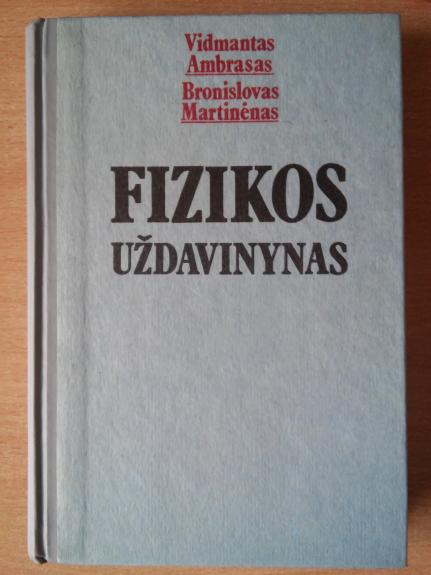 Vidmantas
Ambrasas
Bronislovas
Martinėnas
FIZIKOS
UŽDAVINYNAS